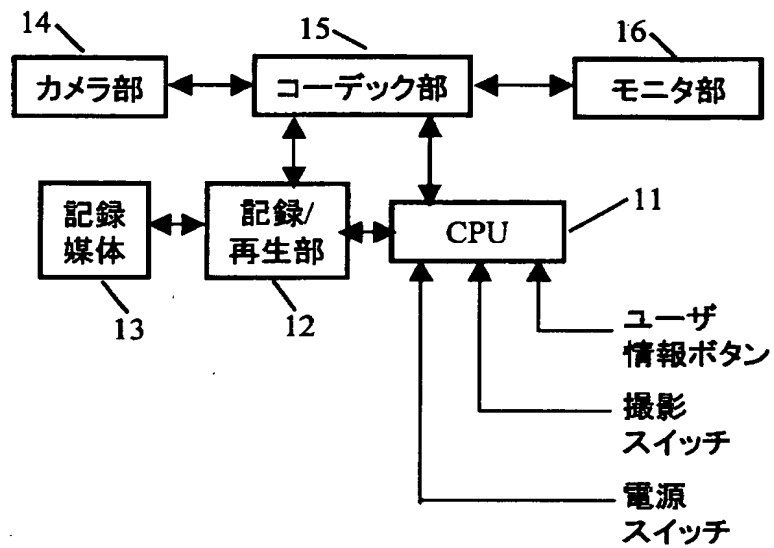 14
15
16
カメラ部
コーデック部
モニタ部
記録
媒体
記録/
再生部
CPU
11
13
12
ユーザ
情報ボタン
撮影
スイッチ
電源
スイッチ